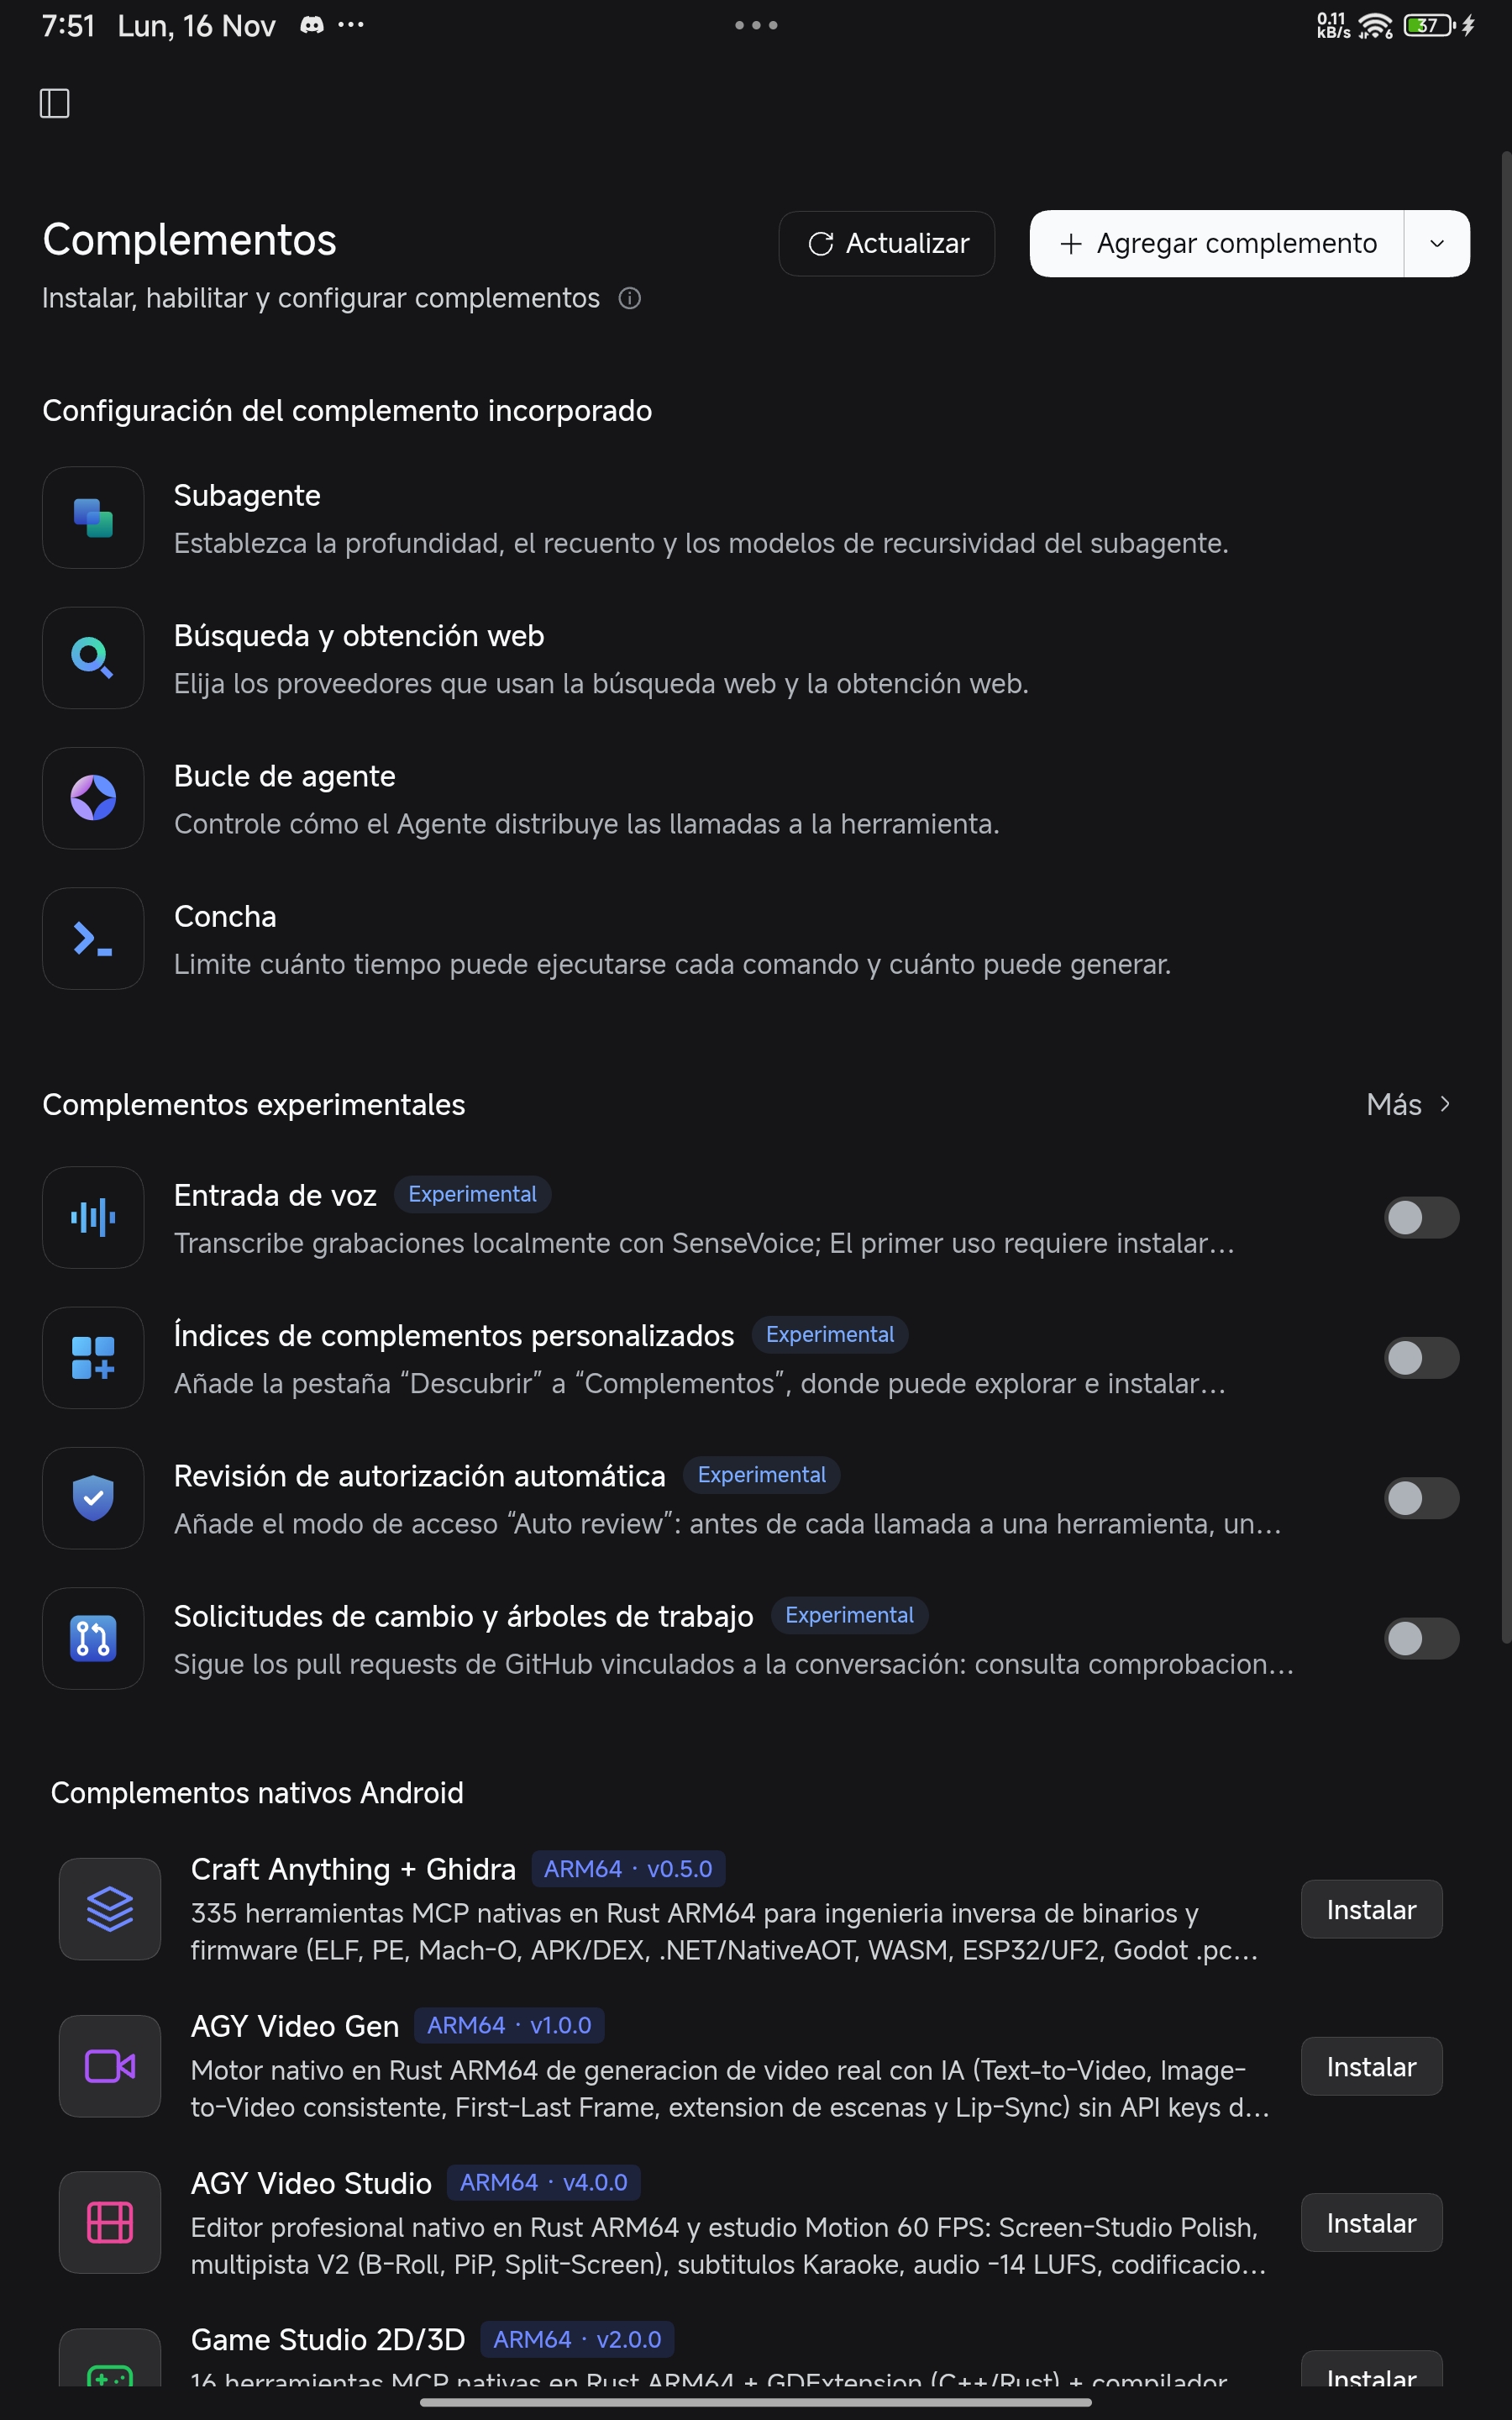 7:51 Lun, 16 Nov
0.11 kB/s 6 37
Complementos
Actualizar
Agregar complemento
Instalar, habilitar y configurar complementos
Configuración del complemento incorporado
Subagente
Establezca la profundidad, el recuento y los modelos de recursividad del subagente.
Búsqueda y obtención web
Elija los proveedores que usan la búsqueda web y la obtención web.
Bucle de agente
Controle cómo el Agente distribuye las llamadas a la herramienta.
Concha
Limite cuánto tiempo puede ejecutarse cada comando y cuánto puede generar.
Complementos experimentales
Más
Entrada de voz Experimental
Transcribe grabaciones localmente con SenseVoice; El primer uso requiere instalar…
Índices de complementos personalizados Experimental
Añade la pestaña “Descubrir” a “Complementos”, donde puede explorar e instalar…
Revisión de autorización automática Experimental
Añade el modo de acceso “Auto review”: antes de cada llamada a una herramienta, un…
Solicitudes de cambio y árboles de trabajo Experimental
Sigue los pull requests de GitHub vinculados a la conversación: consulta comprobacion…
Complementos nativos Android
Craft Anything + Ghidra ARM64 · v0.5.0
335 herramientas MCP nativas en Rust ARM64 para ingenieria inversa de binarios y
firmware (ELF, PE, Mach-O, APK/DEX, .NET/NativeAOT, WASM, ESP32/UF2, Godot .pc…
Instalar
AGY Video Gen ARM64 · v1.0.0
Motor nativo en Rust ARM64 de generacion de video real con IA (Text-to-Video, Image-
to-Video consistente, First-Last Frame, extension de escenas y Lip-Sync) sin API keys d…
Instalar
AGY Video Studio ARM64 · v4.0.0
Editor profesional nativo en Rust ARM64 y estudio Motion 60 FPS: Screen-Studio Polish,
multipista V2 (B-Roll, PiP, Split-Screen), subtitulos Karaoke, audio -14 LUFS, codificacio…
Instalar
Game Studio 2D/3D ARM64 · v2.0.0
16 herramientas MCP nativas en Rust ARM64 + GDExtension (C++/Rust) + compilador
Instalar